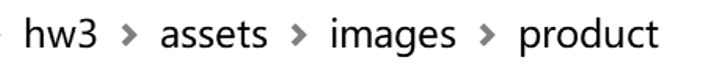 hw3 > assets > images > product